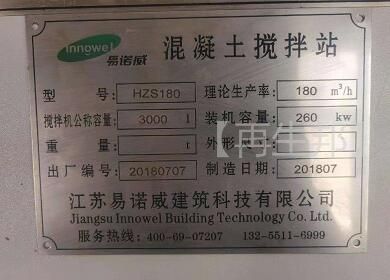 innowel
易诺威
混凝土搅拌站
型 号: HZS180 理论生产率: 180 m³/h
搅拌机公称容量: 3000 l 装机容量: 260 kw
重 量: t 外形尺
出厂编号: 20180707 制造日期: 201807
江苏易诺威建筑科技有限公司
Jiangsu Innowel Building Technology Co. Ltd.
服务热线: 400-69-07207 132-5511-6999
【再生邦】